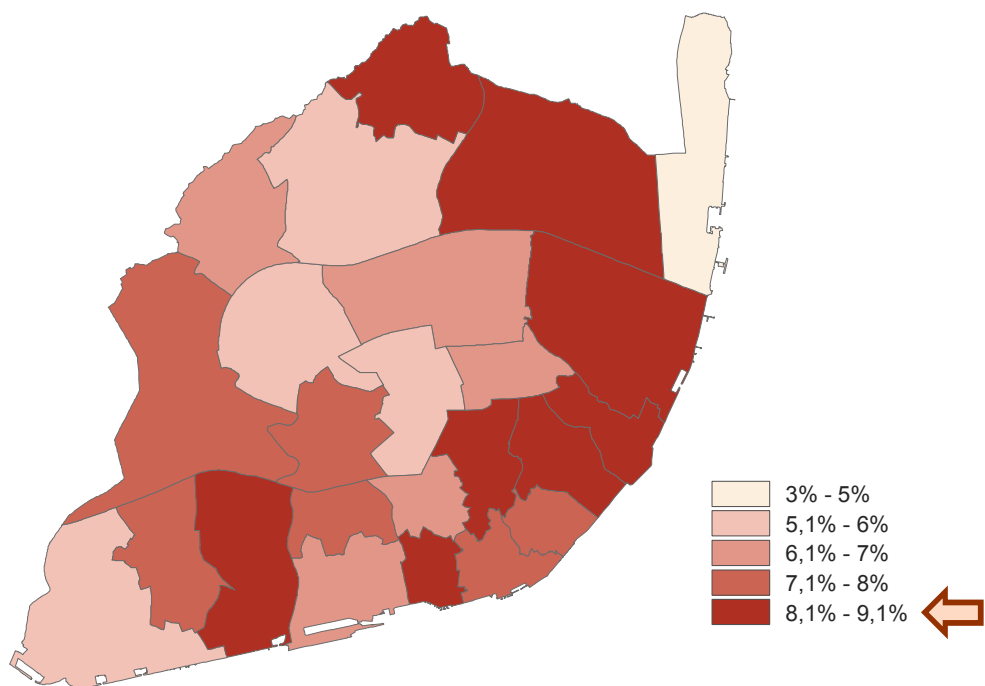 3% - 5%
5,1% - 6%
6,1% - 7%
7,1% - 8%
8,1% - 9,1%